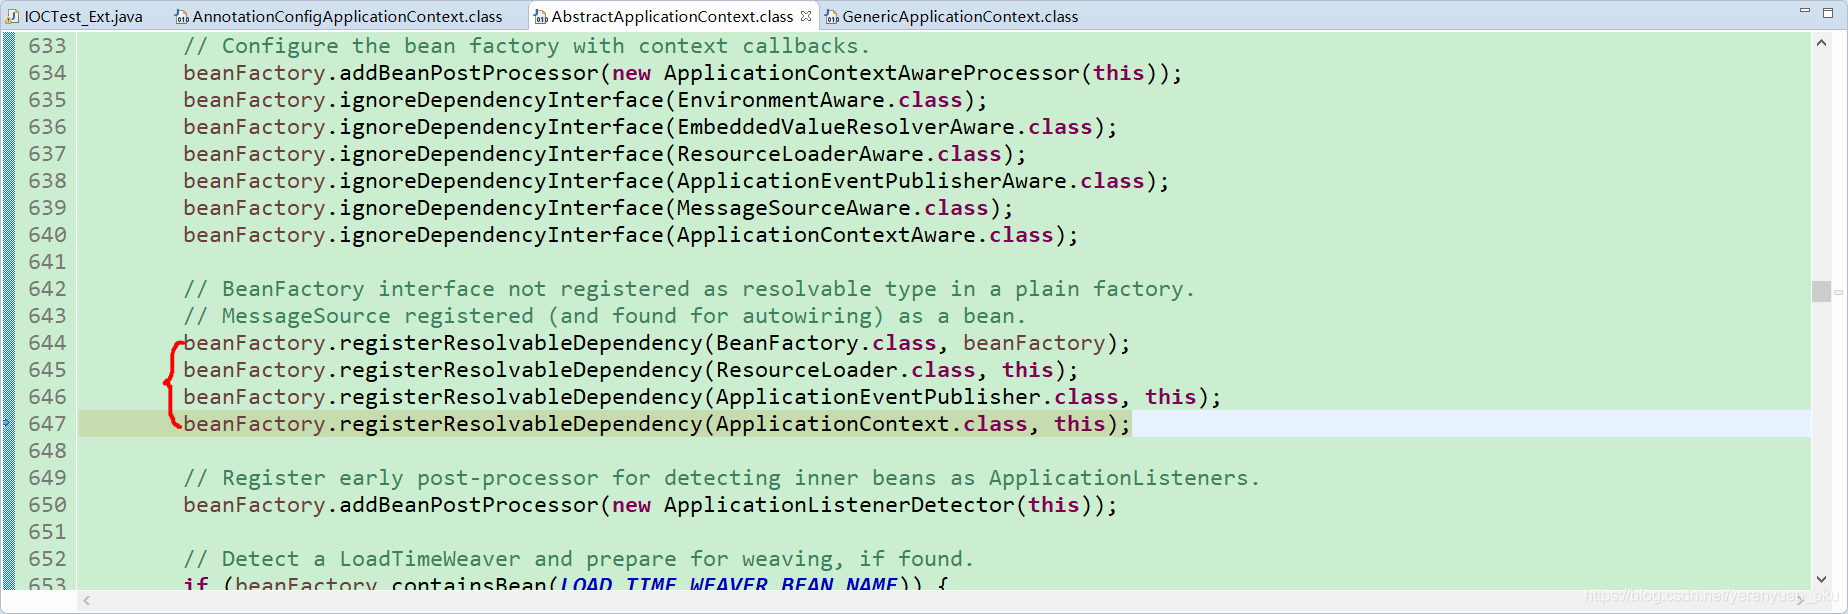 IOCTest_Ext.java AnnotationConfigApplicationContext.class AbstractApplicationContext.class GenericApplicationContext.class
633 // Configure the bean factory with context callbacks.
634 beanFactory.addBeanPostProcessor(new ApplicationContextAwareProcessor(this));
635 beanFactory.ignoreDependencyInterface(EnvironmentAware.class);
636 beanFactory.ignoreDependencyInterface(EmbeddedValueResolverAware.class);
637 beanFactory.ignoreDependencyInterface(ResourceLoaderAware.class);
638 beanFactory.ignoreDependencyInterface(ApplicationEventPublisherAware.class);
639 beanFactory.ignoreDependencyInterface(MessageSourceAware.class);
640 beanFactory.ignoreDependencyInterface(ApplicationContextAware.class);
641
642 // BeanFactory interface not registered as resolvable type in a plain factory.
643 // MessageSource registered (and found for autowiring) as a bean.
644 beanFactory.registerResolvableDependency(BeanFactory.class, beanFactory);
645 beanFactory.registerResolvableDependency(ResourceLoader.class, this);
646 beanFactory.registerResolvableDependency(ApplicationEventPublisher.class, this);
647 beanFactory.registerResolvableDependency(ApplicationContext.class, this);
648
649 // Register early post-processor for detecting inner beans as ApplicationListeners.
650 beanFactory.addBeanPostProcessor(new ApplicationListenerDetector(this));
651
652 // Detect a LoadTimeWeaver and prepare for weaving, if found.
653 if (beanFactory.containsBean(LOAD_TIME_WEAVER_BEAN_NAME)) {
https://blog.csdn.net/yerenyuan_pku